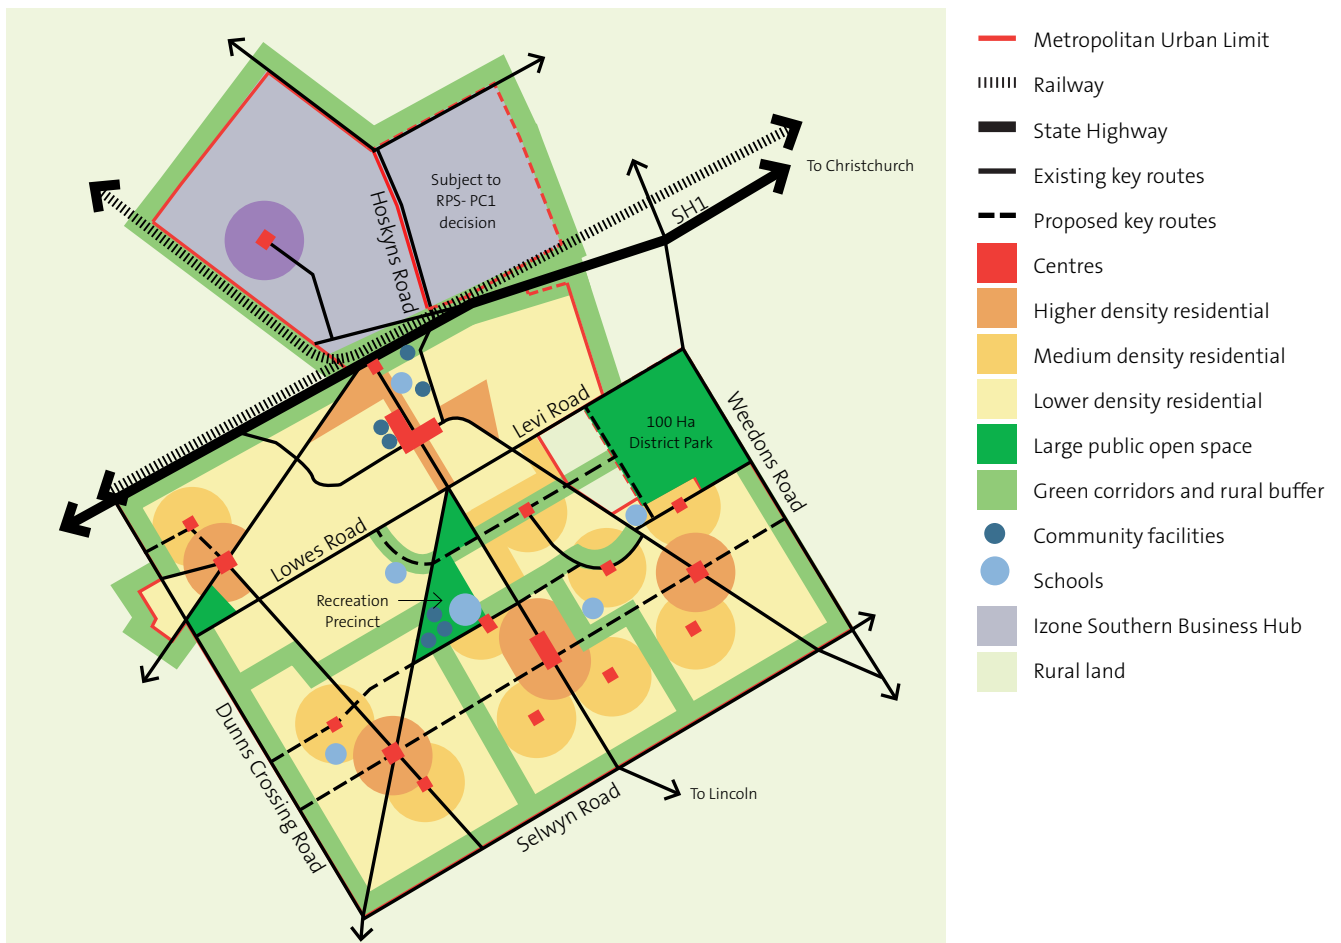 Subject to
RPS- PC1
decision
Hoskyns Road
To Christchurch
SH1
Levi Road
100 Ha
District Park
Weedons Road
Lowes Road
Recreation
Precinct
Dunns Crossing Road
Selwyn Road
To Lincoln
Metropolitan Urban Limit
Railway
State Highway
Existing key routes
Proposed key routes
Centres
Higher density residential
Medium density residential
Lower density residential
Large public open space
Green corridors and rural buffer
Community facilities
Schools
Izone Southern Business Hub
Rural land